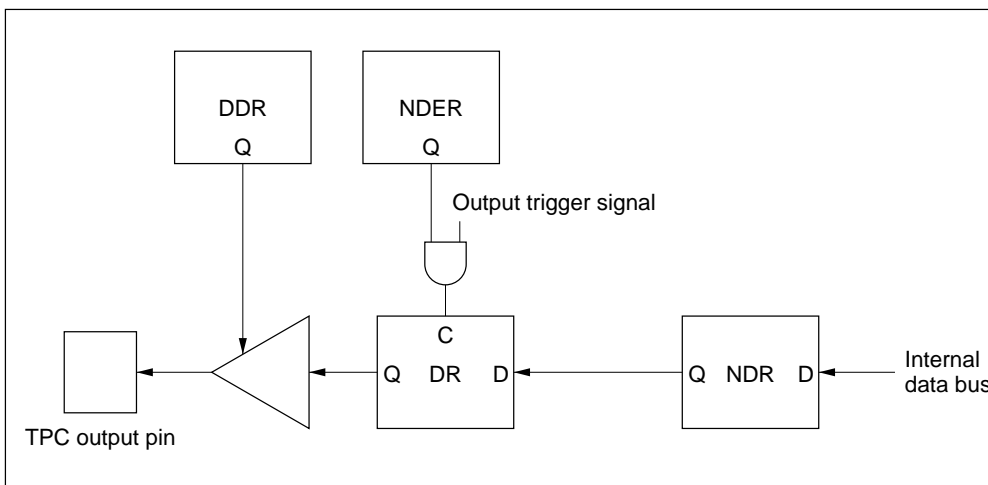 DDR
Q
NDER
Q
Output trigger signal
C
Q DR D
Q NDR D
Internal
data bus
TPC output pin